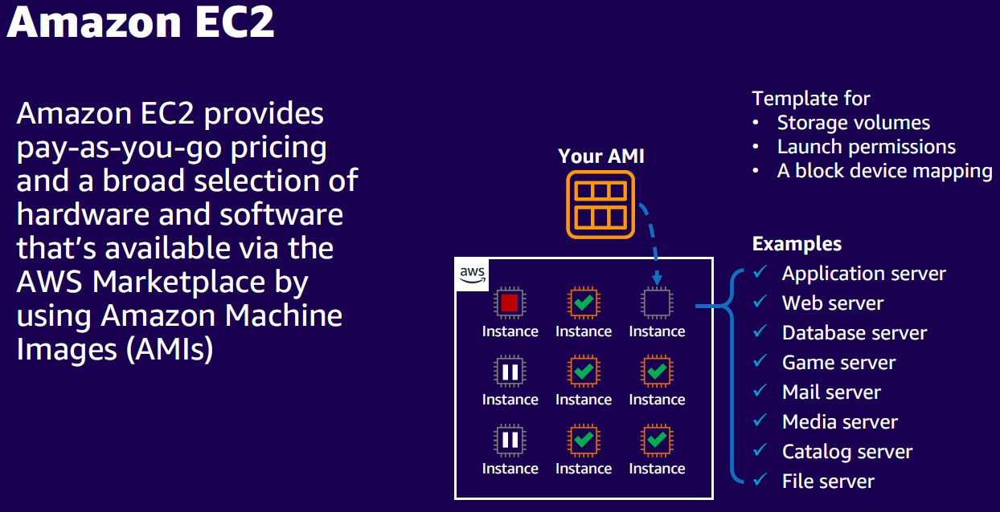 Amazon EC2
Amazon EC2 provides
pay-as-you-go pricing
and a broad selection of
hardware and software
that's available via the
AWS Marketplace by
using Amazon Machine
Images (AMIs)
Your AMI
aws
Instance Instance Instance
Instance Instance Instance
Instance Instance Instance
Template for
• Storage volumes
• Launch permissions
• A block device mapping
Examples
✓ Application server
✓ Web server
✓ Database server
✓ Game server
✓ Mail server
✓ Media server
✓ Catalog server
✓ File server